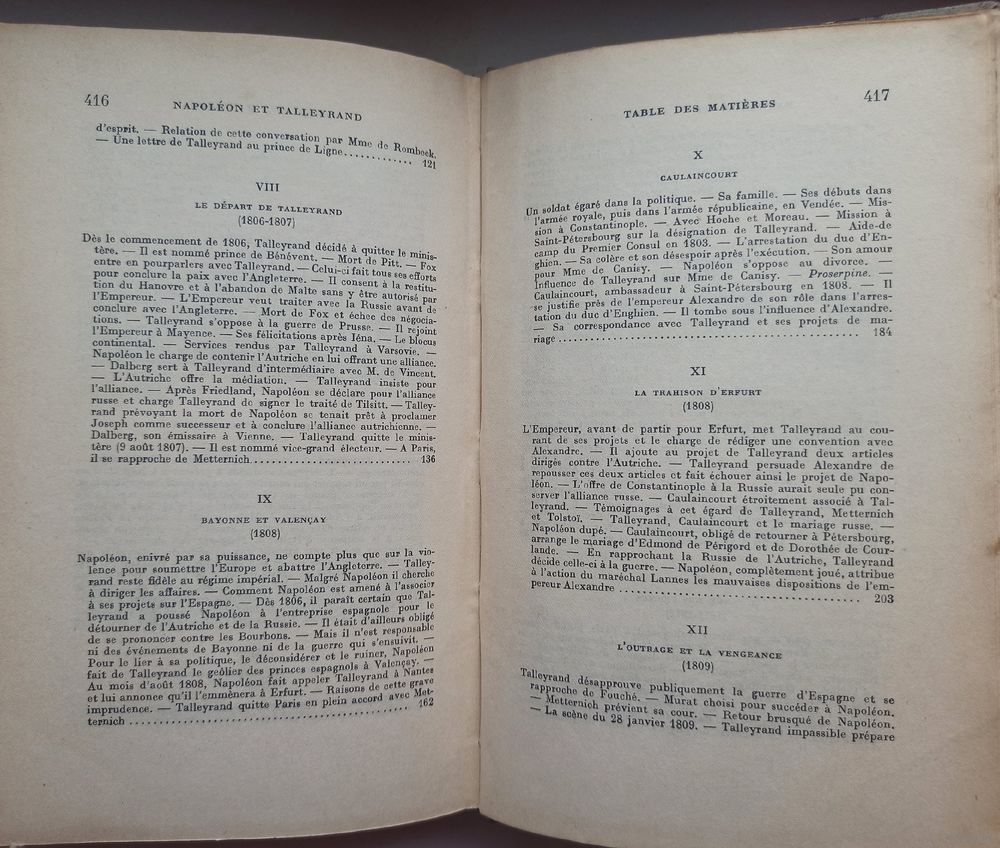 416
NAPOLÉON ET TALLEYRAND
d'esprit. — Relation de cette conversation par Mme de Rombeck.
— Une lettre de Talleyrand au prince de Ligne............ 121
VIII
LE DÉPART DE TALLEYRAND
(1806-1807)
Dès le commencement de 1806, Talleyrand décidé à quitter le minis-
tère. — Il est nommé prince de Bénévent. — Mort de Pitt. — Fox
entre en pourparlers avec Talleyrand. — Celui-ci fait tous ses efforts
pour conclure la paix avec l'Angleterre. — Il consent à la restitu-
tion du Hanovre et à l'abandon de Malte sans y être autorisé par
l'Empereur. — L'Empereur veut traiter avec la Russie avant de
conclure avec l'Angleterre. — Mort de Fox et échec des négocia-
tions. — Talleyrand s'oppose à la guerre de Prusse. — Il rejoint
l'Empereur à Mayence. — Ses félicitations après Iéna. — Le blocus
continental. — Services rendus par Talleyrand à Varsovie. —
Napoléon le charge de contenir l'Autriche en lui offrant une alliance.
— Dalberg sert à Talleyrand d'intermédiaire avec M. de Vincent.
— L'Autriche offre la médiation. — Talleyrand insiste pour
l'alliance. — Après Friedland, Napoléon se déclare pour l'alliance
russe et charge Talleyrand de signer le traité de Tilsitt. — Talley-
rand prévoyant la mort de Napoléon se tenait prêt à proclamer
Joseph comme successeur et à conclure l'alliance autrichienne. —
Dalberg, son émissaire à Vienne. — Talleyrand quitte le minis-
tère (9 août 1807). — Il est nommé vice-grand électeur. — A Paris,
il se rapproche de Metternich........................ 136
IX
BAYONNE ET VALENÇAY
(1808)
Napoléon, enivré par sa puissance, ne compte plus que sur la vio-
lence pour soumettre l'Europe et abattre l'Angleterre. — Talley-
rand reste fidèle au régime impérial. — Malgré Napoléon il cherche
à diriger les affaires. — Comment Napoléon est amené à l'associer
à ses projets sur l'Espagne. — Dès 1806, il paraît certain que Tal-
leyrand a poussé Napoléon à l'entreprise espagnole pour le
détourner de l'Autriche et de la Russie. — Il était d'ailleurs obligé
de se prononcer contre les Bourbons. — Mais il n'est responsable
ni des événements de Bayonne ni de la guerre qui s'ensuivit. —
Pour le lier à sa politique, le déconsidérer et le ruiner, Napoléon
fait de Talleyrand le geôlier des princes espagnols à Valençay. —
Au mois d'août 1808, Napoléon fait appeler Talleyrand à Nantes
et lui annonce qu'il l'emmènera à Erfurt. — Raisons de cette grave
imprudence. — Talleyrand quitte Paris en plein accord avec Met-
ternich........................................ 162
TABLE DES MATIÈRES
417
X
CAULAINCOURT
Un soldat égaré dans la politique. — Sa famille. — Ses débuts dans
l'armée royale, puis dans l'armée républicaine, en Vendée. — Mis-
sion à Constantinople. — Avec Hoche et Moreau. — Mission à
Saint-Pétersbourg sur la désignation de Talleyrand. — Aide-de
camp du Premier Consul en 1803. — L'arrestation du duc d'En-
ghien. — Sa colère et son désespoir après l'exécution. — Son amour
pour Mme de Canisy. — Napoléon s'oppose au divorce. —
Influence de Talleyrand sur Mme de Canisy. — Proserpine. —
Caulaincourt, ambassadeur à Saint-Pétersbourg en 1808. — Il
se justifie près de l'empereur Alexandre de son rôle dans l'arres-
tation du duc d'Enghien. — Il tombe sous l'influence d'Alexandre.
— Sa correspondance avec Talleyrand et ses projets de ma-
riage........................................ 184
XI
LA TRAHISON D'ERFURT
(1808)
L'Empereur, avant de partir pour Erfurt, met Talleyrand au cou-
rant de ses projets et le charge de rédiger une convention avec
Alexandre. — Il ajoute au projet de Talleyrand deux articles
dirigés contre l'Autriche. — Talleyrand persuade Alexandre de
repousser ces deux articles et fait échouer ainsi le projet de Napo-
léon. — L'offre de Constantinople à la Russie aurait seule pu con-
server l'alliance russe. — Caulaincourt étroitement associé à Tal-
leyrand. — Témoignages à cet égard de Talleyrand, Metternich
et Tolstoï. — Talleyrand, Caulaincourt et le mariage russe. —
Napoléon dupé. — Caulaincourt, obligé de retourner à Pétersbourg,
arrange le mariage d'Edmond de Périgord et de Dorothée de Cour-
lande. — En rapprochant la Russie de l'Autriche, Talleyrand
décide celle-ci à la guerre. — Napoléon, complètement joué, attribue
à l'action du maréchal Lannes les mauvaises dispositions de l'em-
pereur Alexandre.............................. 203
XII
L'OUTRAGE ET LA VENGEANCE
(1809)
Talleyrand désapprouve publiquement la guerre d'Espagne et se
rapproche de Fouché. — Murat choisi pour succéder à Napoléon.
— Metternich prévient sa cour. — Retour brusqué de Napoléon.
— La scène du 28 janvier 1809. — Talleyrand impassible prépare